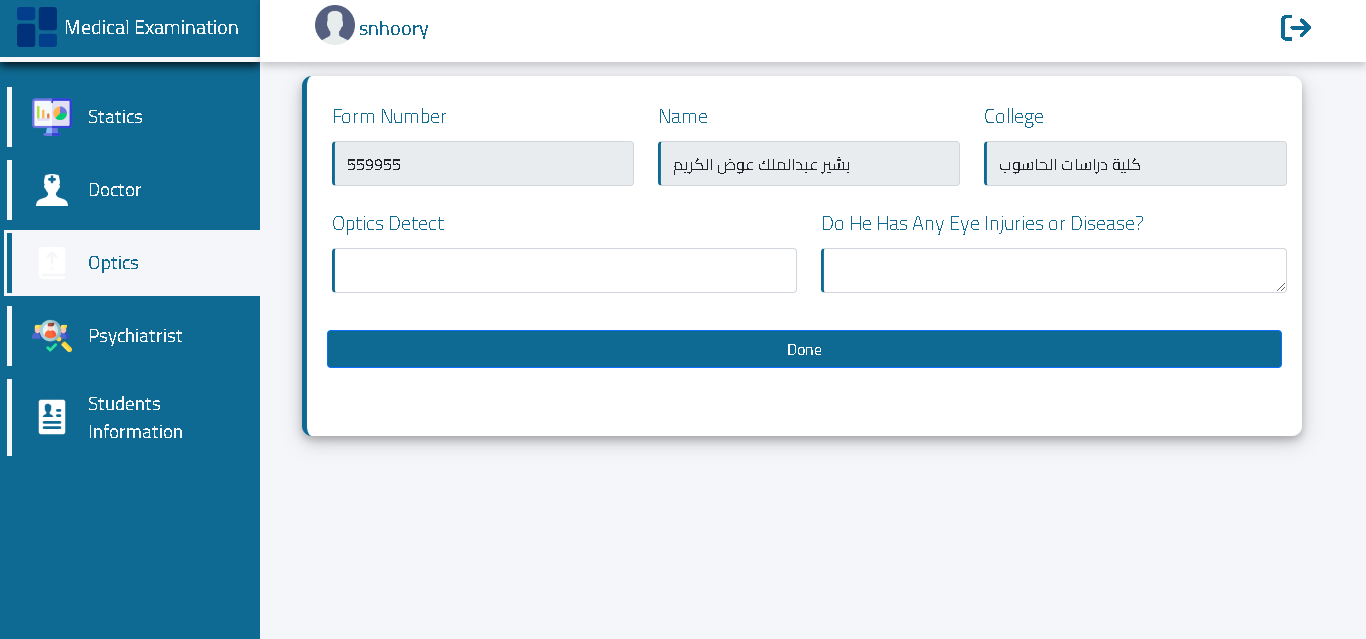 Medical Examination
snhoory
Statics
Doctor
Optics
Psychiatrist
Students
Information
Form Number
Name
College
559955
بشير عبدالملك عوض الكريم
كلية دراسات الحاسوب
Optics Detect
Do He Has Any Eye Injuries or Disease?
Done